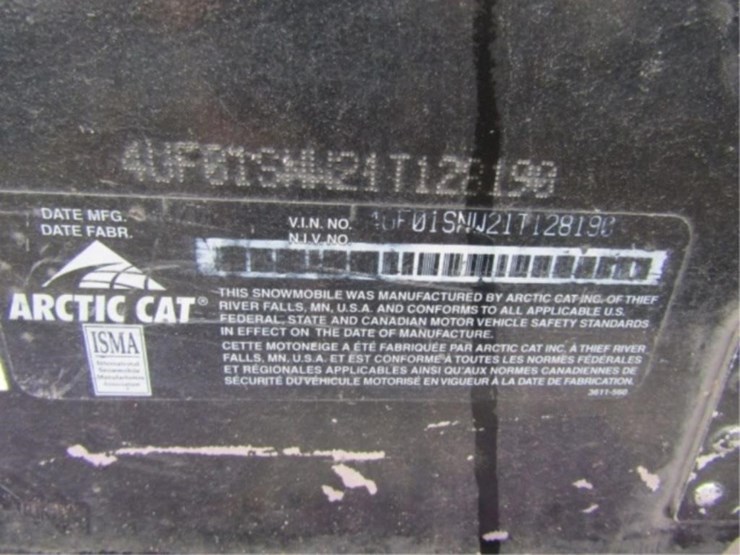 4UF01SNW21T128190
DATE MFG.
DATE FABR.
V.I.N. NO. 4UF01SNW21T128190
N.I.V. NO.
ARCTIC CAT®
ISMA
International
Snowmobile
Manufacturers
Association
THIS SNOWMOBILE WAS MANUFACTURED BY ARCTIC CAT INC. OF THIEF
RIVER FALLS, MN, U.S.A. AND CONFORMS TO ALL APPLICABLE U.S.
FEDERAL, STATE AND CANADIAN MOTOR VEHICLE SAFETY STANDARDS
IN EFFECT ON THE DATE OF MANUFACTURE.
CETTE MOTONEIGE A ÉTÉ FABRIQUÉE PAR ARCTIC CAT INC. À THIEF RIVER
FALLS, MN. U.S.A. ET EST CONFORME À TOUTES LES NORMES FÉDÉRALES
ET RÉGIONALES APPLICABLES AINSI QU'AUX NORMES CANADIENNES DE
SÉCURITÉ DU VÉHICULE MOTORISÉ EN VIGUEUR À LA DATE DE FABRICATION.
3611-560